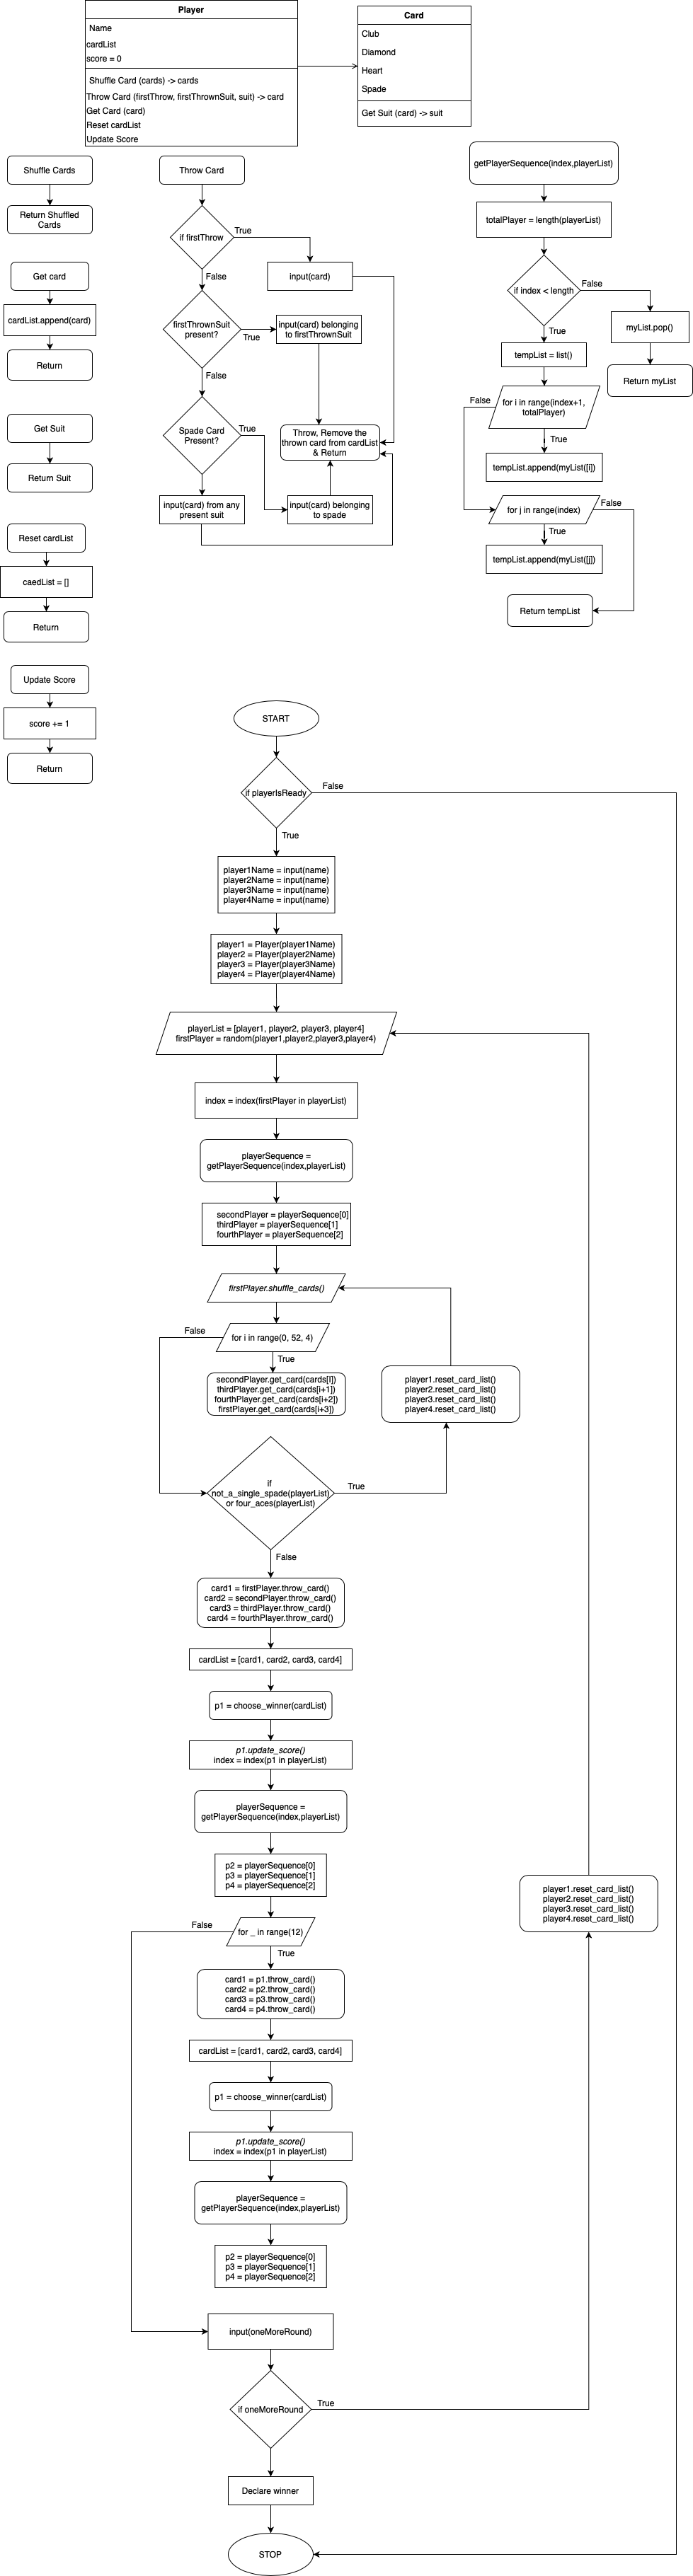 Player
Name
cardList
score = 0
Shuffle Card (cards) -> cards
Throw Card (firstThrow, firstThrownSuit, suit) -> card
Get Card (card)
Reset cardList
Update Score
Card
Club
Diamond
Heart
Spade
Get Suit (card) -> suit
Shuffle Cards
Return Shuffled
Cards
Get card
cardList.append(card)
Return
Get Suit
Return Suit
Reset cardList
caedList = []
Return
Update Score
score += 1
Return
Throw Card
if firstThrow
True
False
input(card)
firstThrownSuit
present?
True
False
input(card) belonging
to firstThrownSuit
Spade Card
Present?
True
Throw, Remove the
thrown card from cardList
& Return
input(card) from any
present suit
input(card) belonging
to spade
getPlayerSequence(index,playerList)
totalPlayer = length(playerList)
if index < length
False
True
myList.pop()
Return myList
tempList = list()
False
for i in range(index+1,
totalPlayer)
True
tempList.append(myList([i])
for j in range(index)
False
True
tempList.append(myList([j])
Return tempList
START
if playerIsReady
False
True
player1Name = input(name)
player2Name = input(name)
player3Name = input(name)
player4Name = input(name)
player1 = Player(player1Name)
player2 = Player(player2Name)
player3 = Player(player3Name)
player4 = Player(player4Name)
playerList = [player1, player2, player3, player4]
firstPlayer = random(player1,player2,player3,player4)
index = index(firstPlayer in playerList)
playerSequence =
getPlayerSequence(index,playerList)
secondPlayer = playerSequence[0]
thirdPlayer = playerSequence[1]
fourthPlayer = playerSequence[2]
firstPlayer.shuffle_cards()
False
for i in range(0, 52, 4)
True
secondPlayer.get_card(cards[I])
thirdPlayer.get_card(cards[i+1])
fourthPlayer.get_card(cards[i+2])
firstPlayer.get_card(cards[i+3])
player1.reset_card_list()
player2.reset_card_list()
player3.reset_card_list()
player4.reset_card_list()
if
not_a_single_spade(playerList)
or four_aces(playerList)
True
False
card1 = firstPlayer.throw_card()
card2 = secondPlayer.throw_card()
card3 = thirdPlayer.throw_card()
card4 = fourthPlayer.throw_card()
cardList = [card1, card2, card3, card4]
p1 = choose_winner(cardList)
p1.update_score()
index = index(p1 in playerList)
playerSequence =
getPlayerSequence(index,playerList)
p2 = playerSequence[0]
p3 = playerSequence[1]
p4 = playerSequence[2]
player1.reset_card_list()
player2.reset_card_list()
player3.reset_card_list()
player4.reset_card_list()
False
for _ in range(12)
True
card1 = p1.throw_card()
card2 = p2.throw_card()
card3 = p3.throw_card()
card4 = p4.throw_card()
cardList = [card1, card2, card3, card4]
p1 = choose_winner(cardList)
p1.update_score()
index = index(p1 in playerList)
playerSequence =
getPlayerSequence(index,playerList)
p2 = playerSequence[0]
p3 = playerSequence[1]
p4 = playerSequence[2]
input(oneMoreRound)
if oneMoreRound
True
Declare winner
STOP